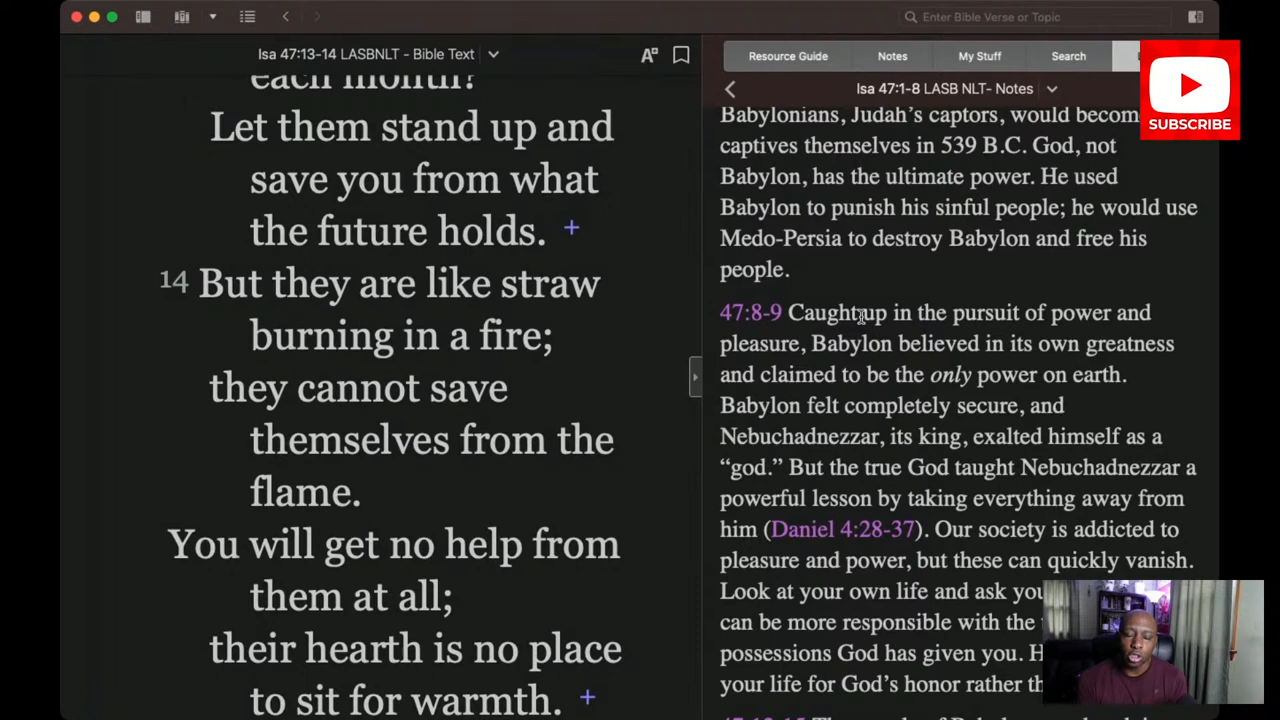 Enter Bible Verse or Topic
Isa 47:13-14 LASBNLT - Bible Text
each month?
Let them stand up and
save you from what
the future holds. +
14 But they are like straw
burning in a fire;
they cannot save
themselves from the
flame.
You will get no help from
them at all;
their hearth is no place
to sit for warmth. +
Resource Guide
Notes
My Stuff
Search
SUBSCRIBE
Isa 47:1-8 LASB NLT- Notes
Babylonians, Judah's captors, would become
captives themselves in 539 B.C. God, not
Babylon, has the ultimate power. He used
Babylon to punish his sinful people; he would use
Medo-Persia to destroy Babylon and free his
people.
47:8-9 Caught up in the pursuit of power and
pleasure, Babylon believed in its own greatness
and claimed to be the only power on earth.
Babylon felt completely secure, and
Nebuchadnezzar, its king, exalted himself as a
“god.” But the true God taught Nebuchadnezzar a
powerful lesson by taking everything away from
him (Daniel 4:28-37). Our society is addicted to
pleasure and power, but these can quickly vanish.
Look at your own life and ask
can be more responsible with the
possessions God has given you.
your life for God's honor rather